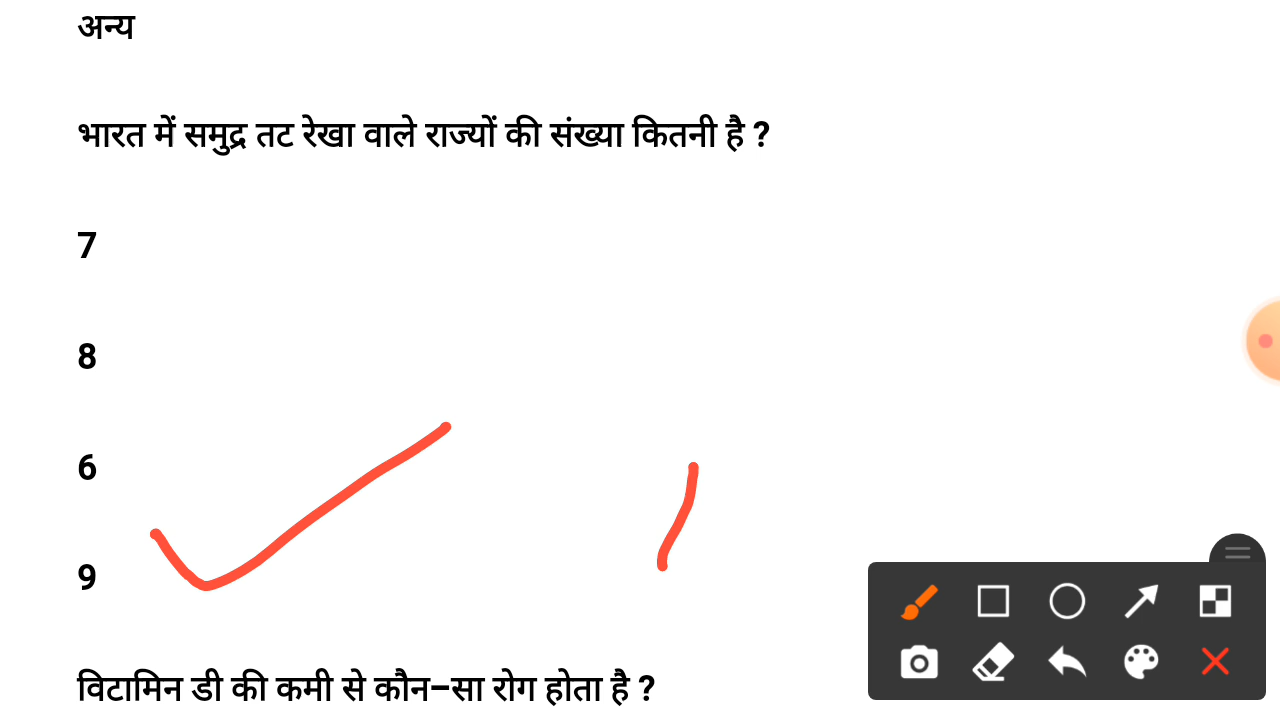 अन्य
भारत में समुद्र तट रेखा वाले राज्यों की संख्या कितनी है ?
7
8
6
9
विटामिन डी की कमी से कौन–सा रोग होता है ?